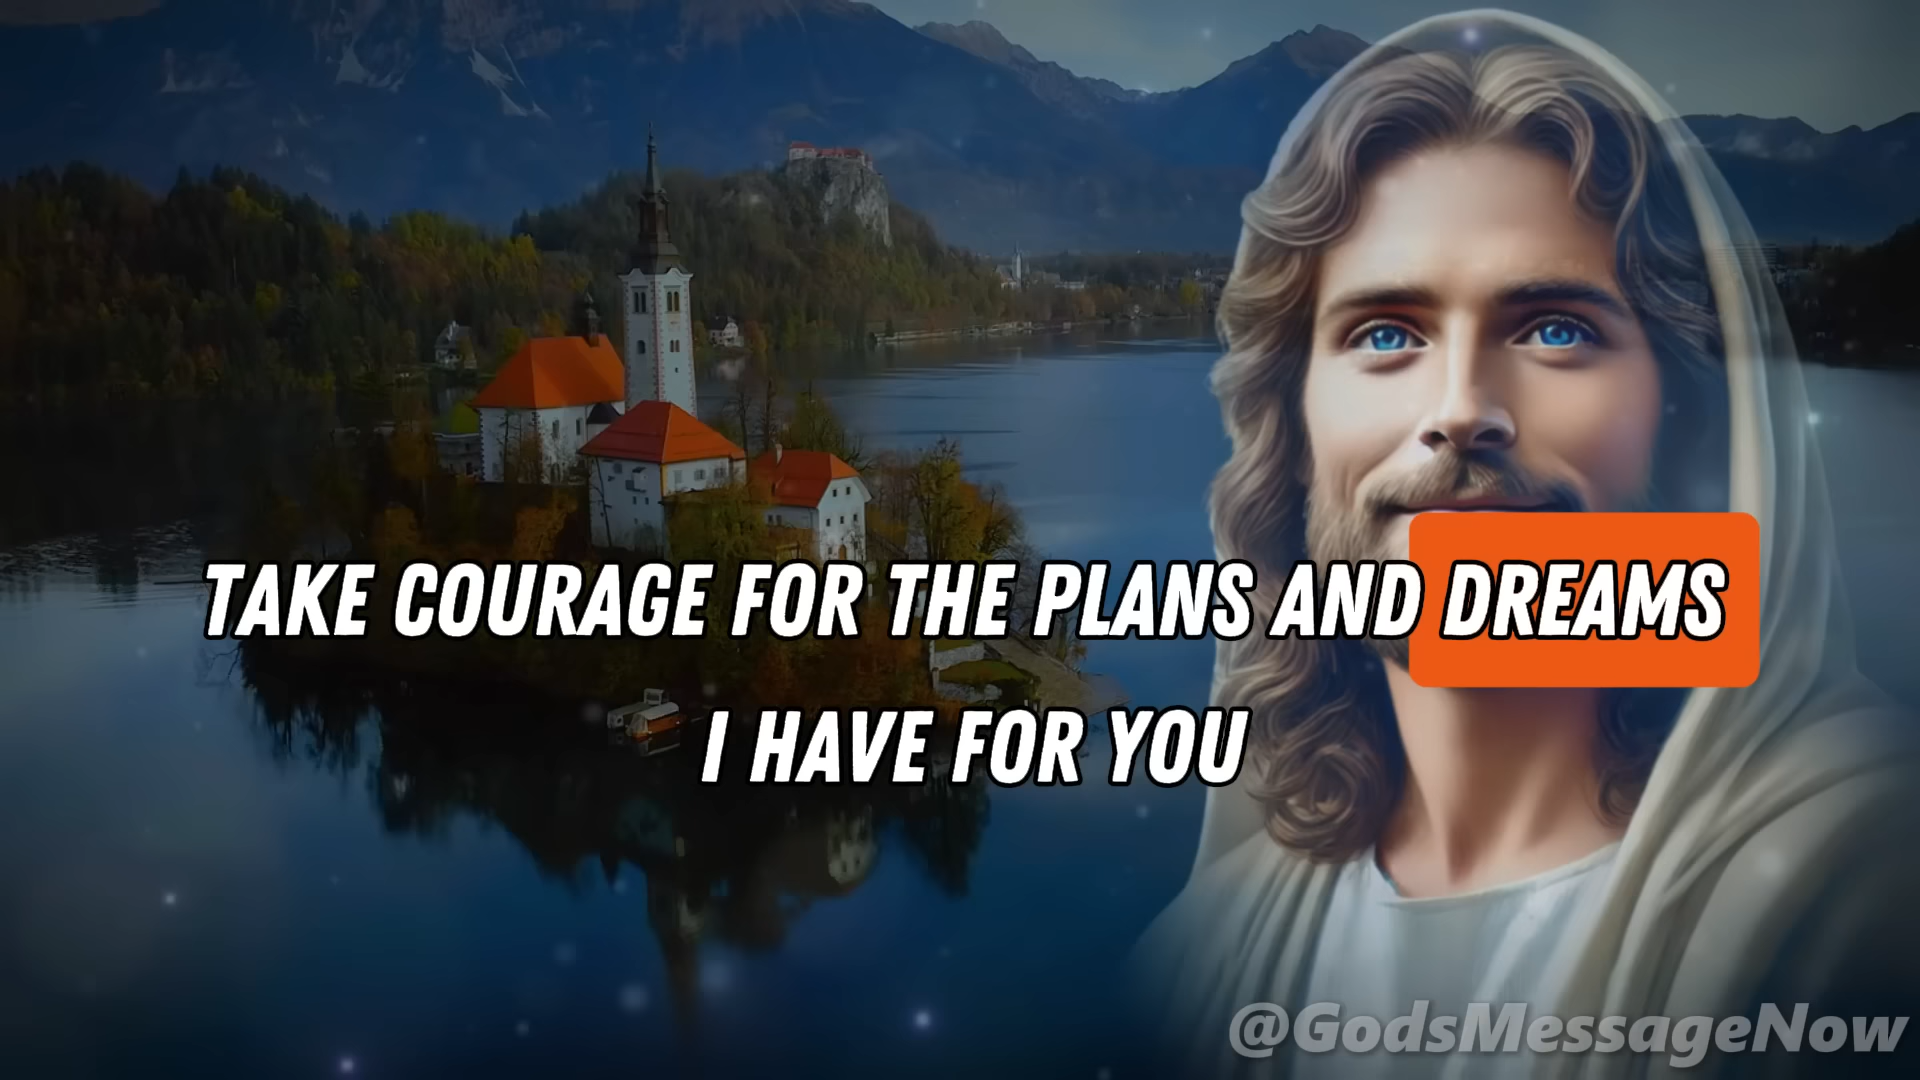 TAKE COURAGE FOR THE PLANS AND DREAMS
I HAVE FOR YOU
@GodsMessageNow